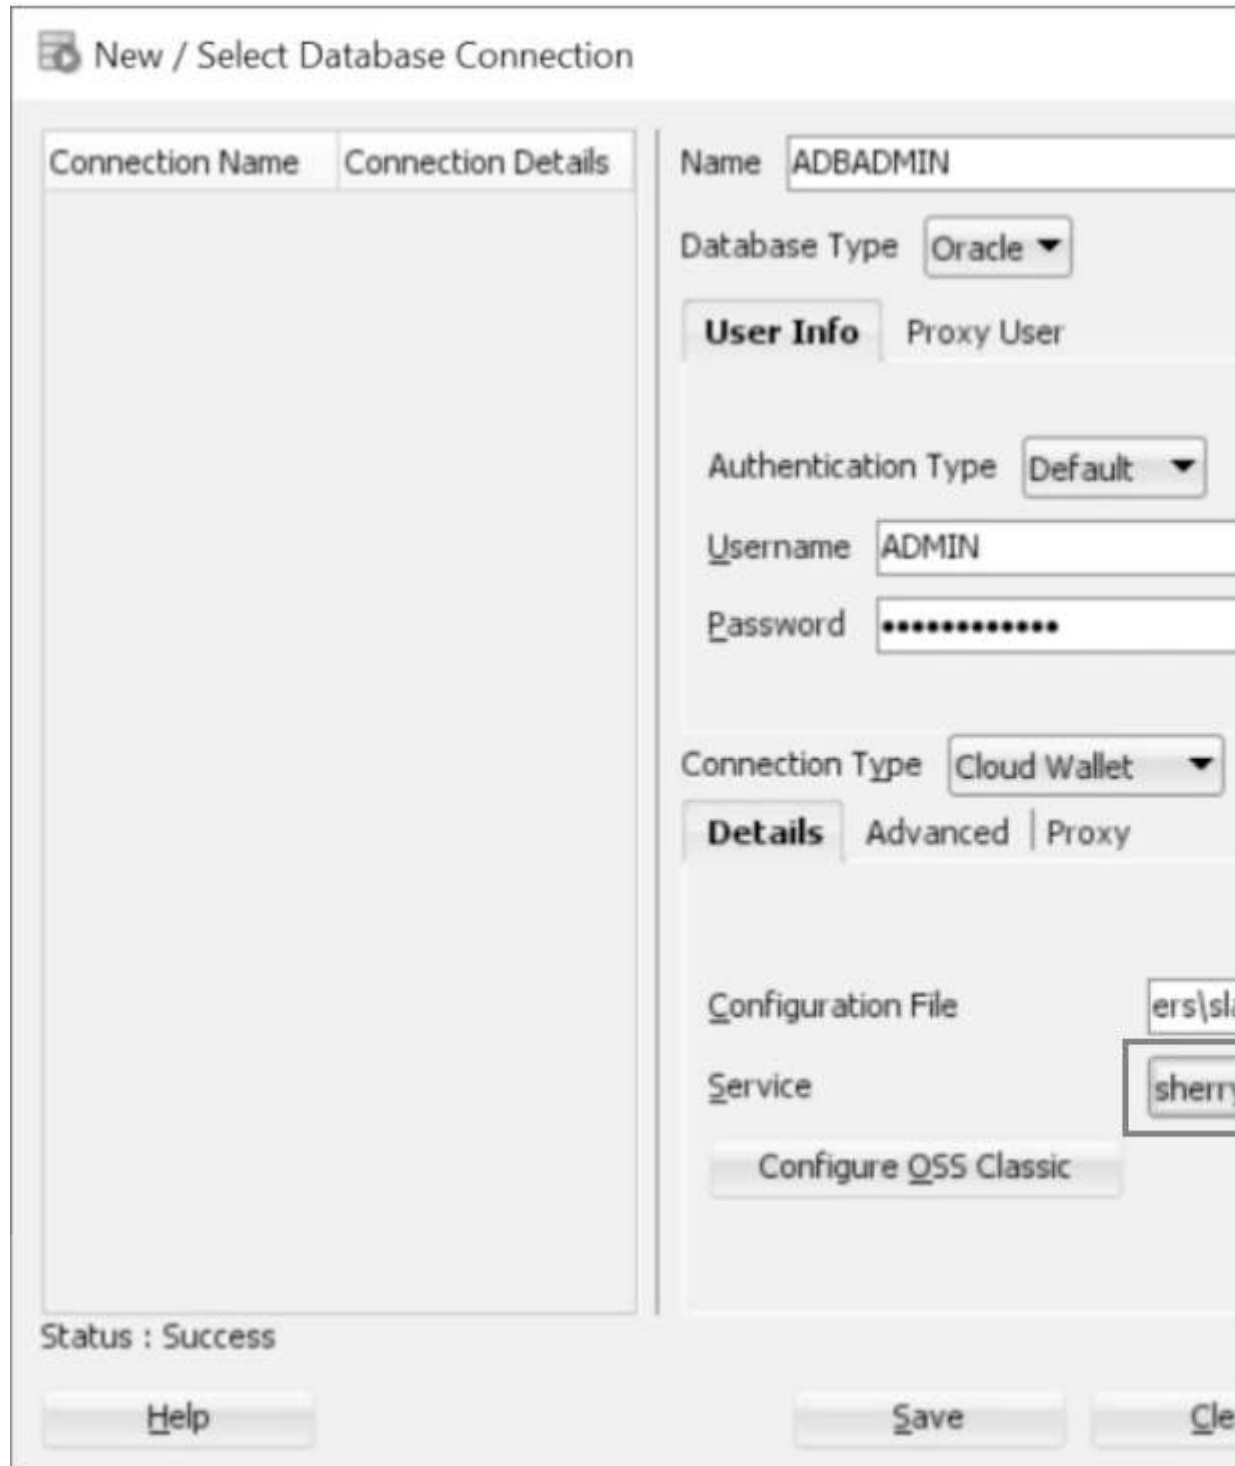 New / Select Database Connection
Connection Name Connection Details
Name ADBADMIN
Database Type Oracle
User Info Proxy User
Authentication Type Default
Username ADMIN
Password ••••••••••••
Connection Type Cloud Wallet
Details Advanced Proxy
Configuration File ers\sla
Service sherry
Configure OSS Classic
Status : Success
Help Save Cle